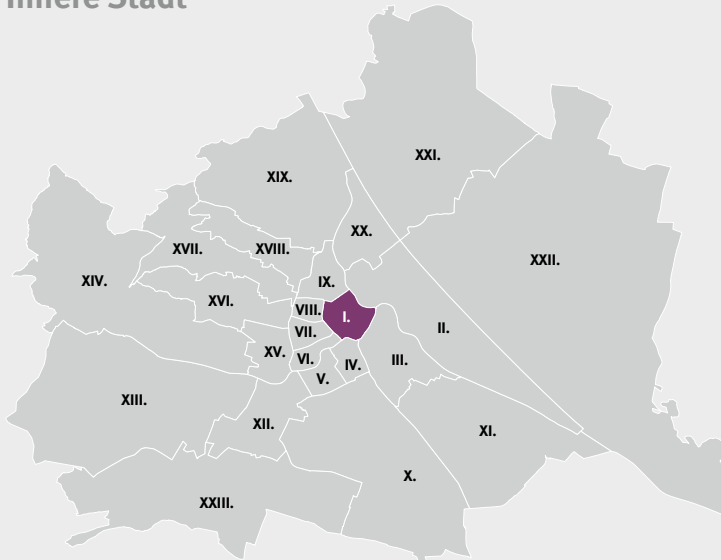 Innere Stadt
XXI.
XIX.
XX.
XVII.
XVIII.
XXII.
XIV.
IX.
XVI.
VIII.
I.
II.
VII.
XV.
VI.
IV.
III.
V.
XIII.
XII.
XI.
X.
XXIII.